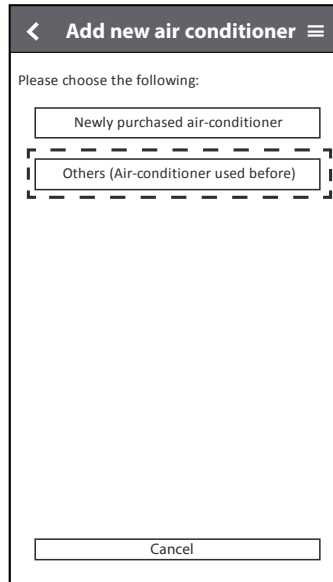 Add new air conditioner
Please choose the following:
Newly purchased air-conditioner
Others (Air-conditioner used before)
Cancel